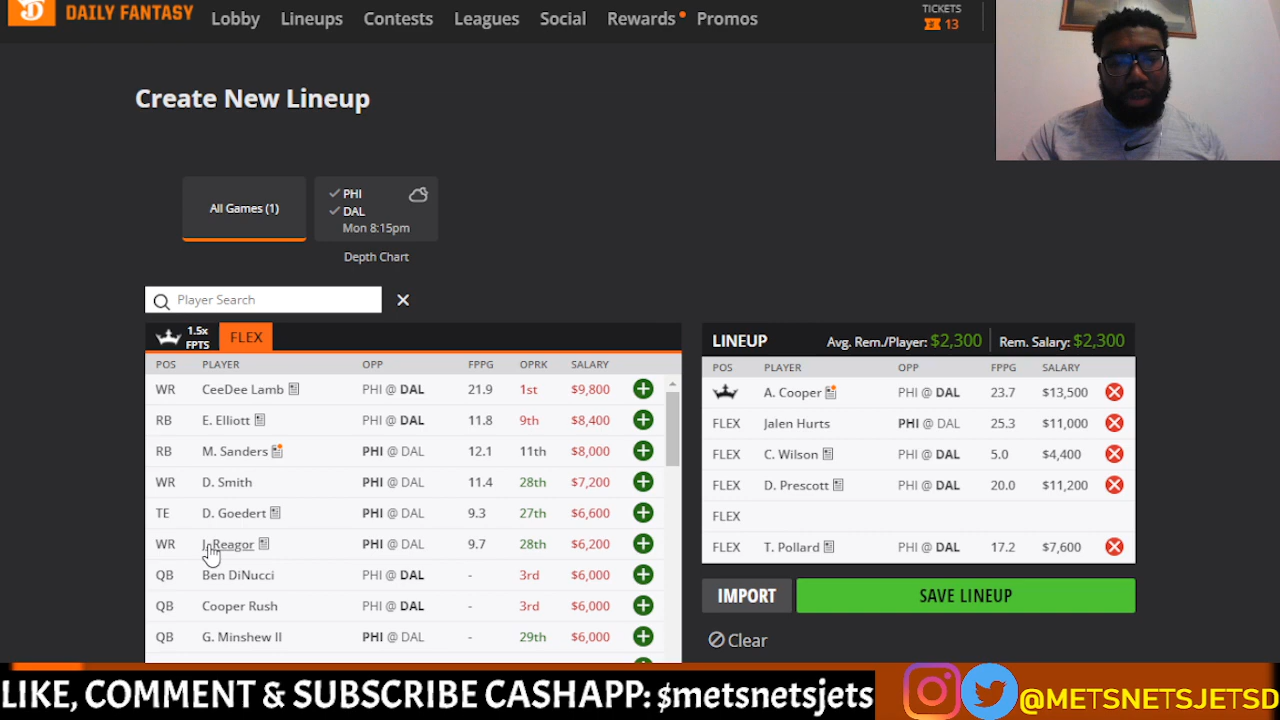 DAILY FANTASY
Lobby
Lineups
Contests
Leagues
Social
Rewards
Promos
TICKETS
13
Create New Lineup
All Games (1)
PHI
DAL
Mon 8:15pm
Depth Chart
Player Search
1.5x
FPTS
FLEX
POS PLAYER OPP FPPG OPRK SALARY
WR CeeDee Lamb PHI @ DAL 21.9 1st $9,800
RB E. Elliott PHI @ DAL 11.8 9th $8,400
RB M. Sanders PHI @ DAL 12.1 11th $8,000
WR D. Smith PHI @ DAL 11.4 28th $7,200
TE D. Goedert PHI @ DAL 9.3 27th $6,600
WR J. Reagor PHI @ DAL 9.7 28th $6,200
QB Ben DiNucci PHI @ DAL - 3rd $6,000
QB Cooper Rush PHI @ DAL - 3rd $6,000
QB G. Minshew II PHI @ DAL - 29th $6,000
LINEUP Avg. Rem./Player: $2,300 Rem. Salary: $2,300
POS PLAYER OPP FPPG SALARY
A. Cooper PHI @ DAL 23.7 $13,500
FLEX Jalen Hurts PHI @ DAL 25.3 $11,000
FLEX C. Wilson PHI @ DAL 5.0 $4,400
FLEX D. Prescott PHI @ DAL 20.0 $11,200
FLEX
FLEX T. Pollard PHI @ DAL 17.2 $7,600
IMPORT
SAVE LINEUP
Clear
LIKE, COMMENT & SUBSCRIBE CASHAPP: $metsnetsjets
@METSNETSJETSD